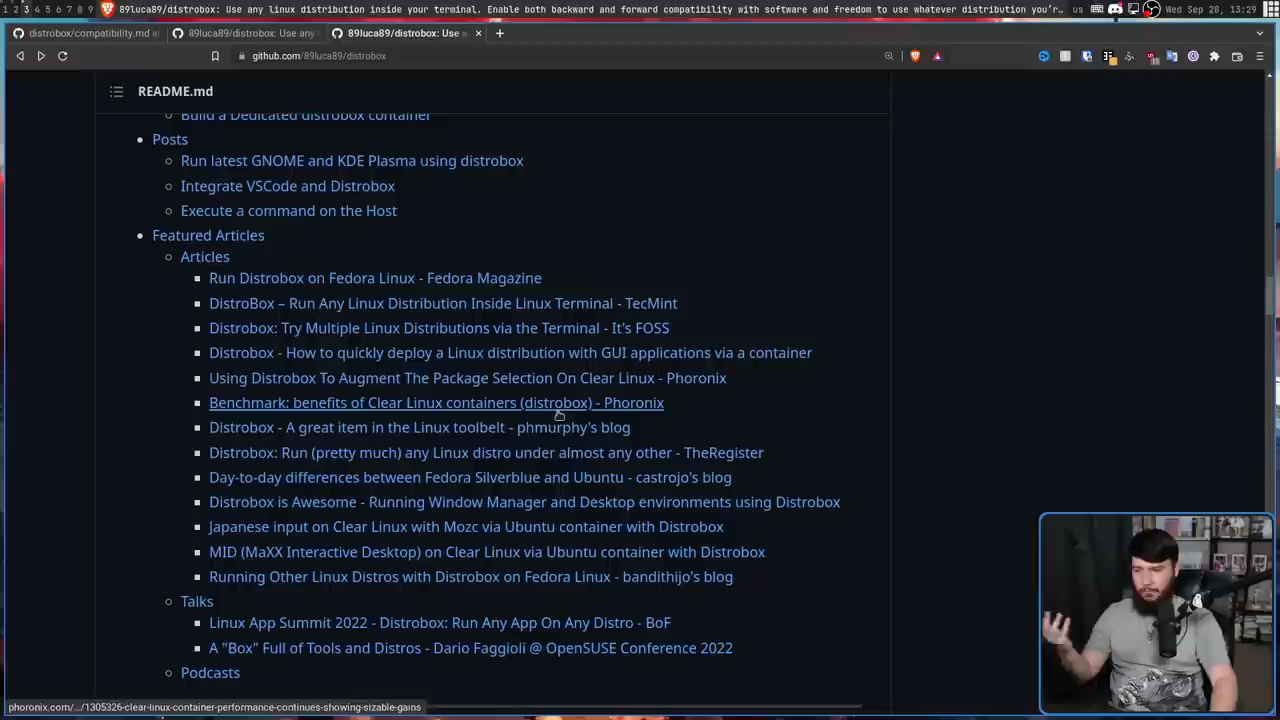 1 2 3 4 5 6 7 8 9 89luca89/distrobox: Use any linux distribution inside your terminal. Enable both backward and forward compatibility with software and freedom to use whatever distribution you'r… us Wed Sep 28, 13:29
distrobox/compatibility.md a 89luca89/distrobox: Use any 89luca89/distrobox: Use a
github.com/89luca89/distrobox
README.md
Build a Dedicated distrobox container
Posts
Run latest GNOME and KDE Plasma using distrobox
Integrate VSCode and Distrobox
Execute a command on the Host
Featured Articles
Articles
Run Distrobox on Fedora Linux - Fedora Magazine
DistroBox – Run Any Linux Distribution Inside Linux Terminal - TecMint
Distrobox: Try Multiple Linux Distributions via the Terminal - It's FOSS
Distrobox - How to quickly deploy a Linux distribution with GUI applications via a container
Using Distrobox To Augment The Package Selection On Clear Linux - Phoronix
Benchmark: benefits of Clear Linux containers (distrobox) - Phoronix
Distrobox - A great item in the Linux toolbelt - phmurphy's blog
Distrobox: Run (pretty much) any Linux distro under almost any other - TheRegister
Day-to-day differences between Fedora Silverblue and Ubuntu - castrojo's blog
Distrobox is Awesome - Running Window Manager and Desktop environments using Distrobox
Japanese input on Clear Linux with Mozc via Ubuntu container with Distrobox
MID (MaXX Interactive Desktop) on Clear Linux via Ubuntu container with Distrobox
Running Other Linux Distros with Distrobox on Fedora Linux - bandithijo's blog
Talks
Linux App Summit 2022 - Distrobox: Run Any App On Any Distro - BoF
A "Box" Full of Tools and Distros - Dario Faggioli @ OpenSUSE Conference 2022
Podcasts
phoronix.com/…/1305326-clear-linux-container-performance-continues-showing-sizable-gains